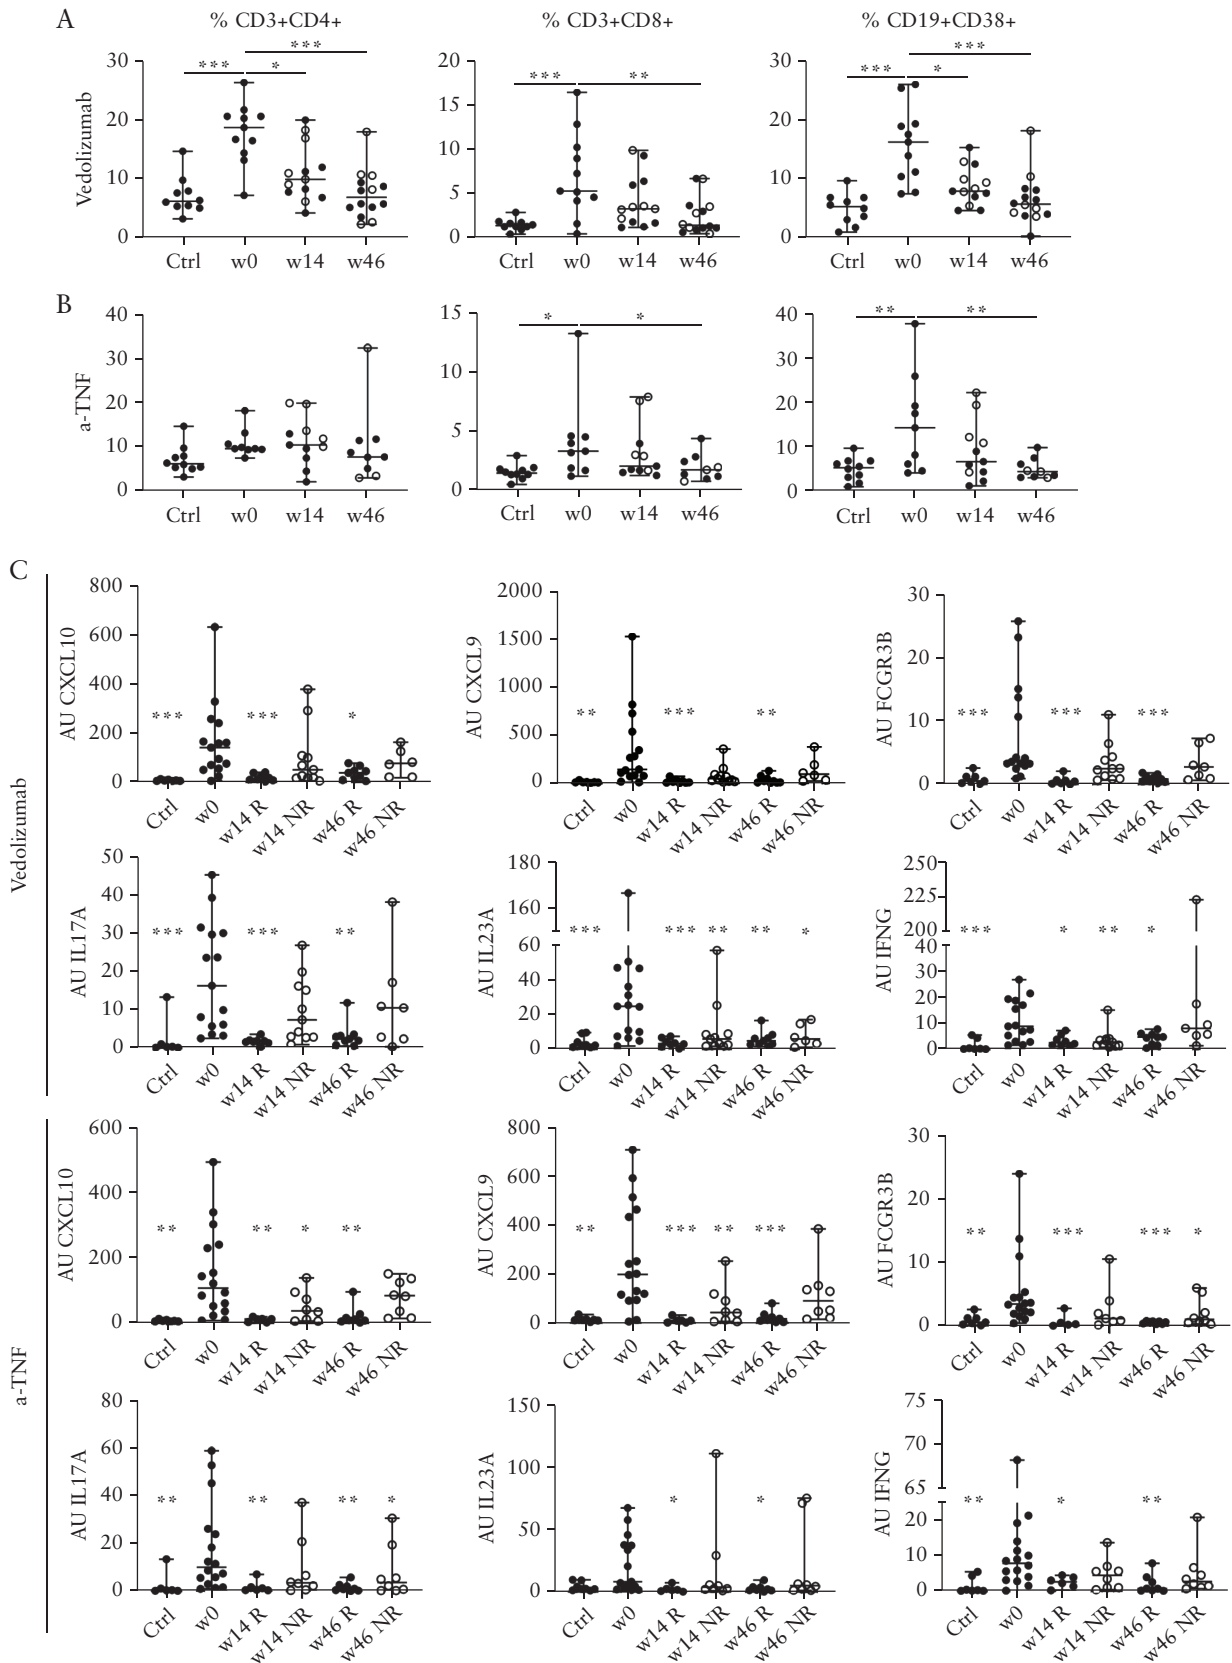 A
% CD3+CD4+
% CD3+CD8+
% CD19+CD38+
Vedolizumab
30
20
10
0
***
*
***
Ctrl
w0
w14
w46
20
15
10
5
0
***
**
Ctrl
w0
w14
w46
30
20
10
0
***
*
***
Ctrl
w0
w14
w46
B
a-TNF
40
30
20
10
0
Ctrl
w0
w14
w46
15
10
5
0
*
*
Ctrl
w0
w14
w46
40
30
20
10
0
**
**
Ctrl
w0
w14
w46
C
Vedolizumab
AU CXCL10
800
600
400
200
0
***
***
*
Ctrl
w0
w14 R
w14 NR
w46 R
w46 NR
AU CXCL9
2000
1500
1000
500
0
**
***
**
Ctrl
w0
w14 R
w14 NR
w46 R
w46 NR
AU FCGR3B
30
20
10
0
***
***
***
Ctrl
w0
w14 R
w14 NR
w46 R
w46 NR
AU IL17A
50
40
30
20
10
0
***
***
**
Ctrl
w0
w14 R
w14 NR
w46 R
w46 NR
AU IL23A
180
160
60
40
20
0
***
***
**
**
*
Ctrl
w0
w14 R
w14 NR
w46 R
w46 NR
AU IFNG
250
225
200
40
30
20
10
0
***
*
**
*
Ctrl
w0
w14 R
w14 NR
w46 R
w46 NR
a-TNF
AU CXCL10
600
400
200
0
**
**
*
**
Ctrl
w0
w14 R
w14 NR
w46 R
w46 NR
AU CXCL9
800
600
400
200
0
**
***
**
***
Ctrl
w0
w14 R
w14 NR
w46 R
w46 NR
AU FCGR3B
30
20
10
0
**
***
***
*
Ctrl
w0
w14 R
w14 NR
w46 R
w46 NR
AU IL17A
80
60
40
20
0
**
**
**
*
Ctrl
w0
w14 R
w14 NR
w46 R
w46 NR
AU IL23A
150
100
50
0
*
*
Ctrl
w0
w14 R
w14 NR
w46 R
w46 NR
AU IFNG
75
70
65
20
10
0
**
*
**
Ctrl
w0
w14 R
w14 NR
w46 R
w46 NR